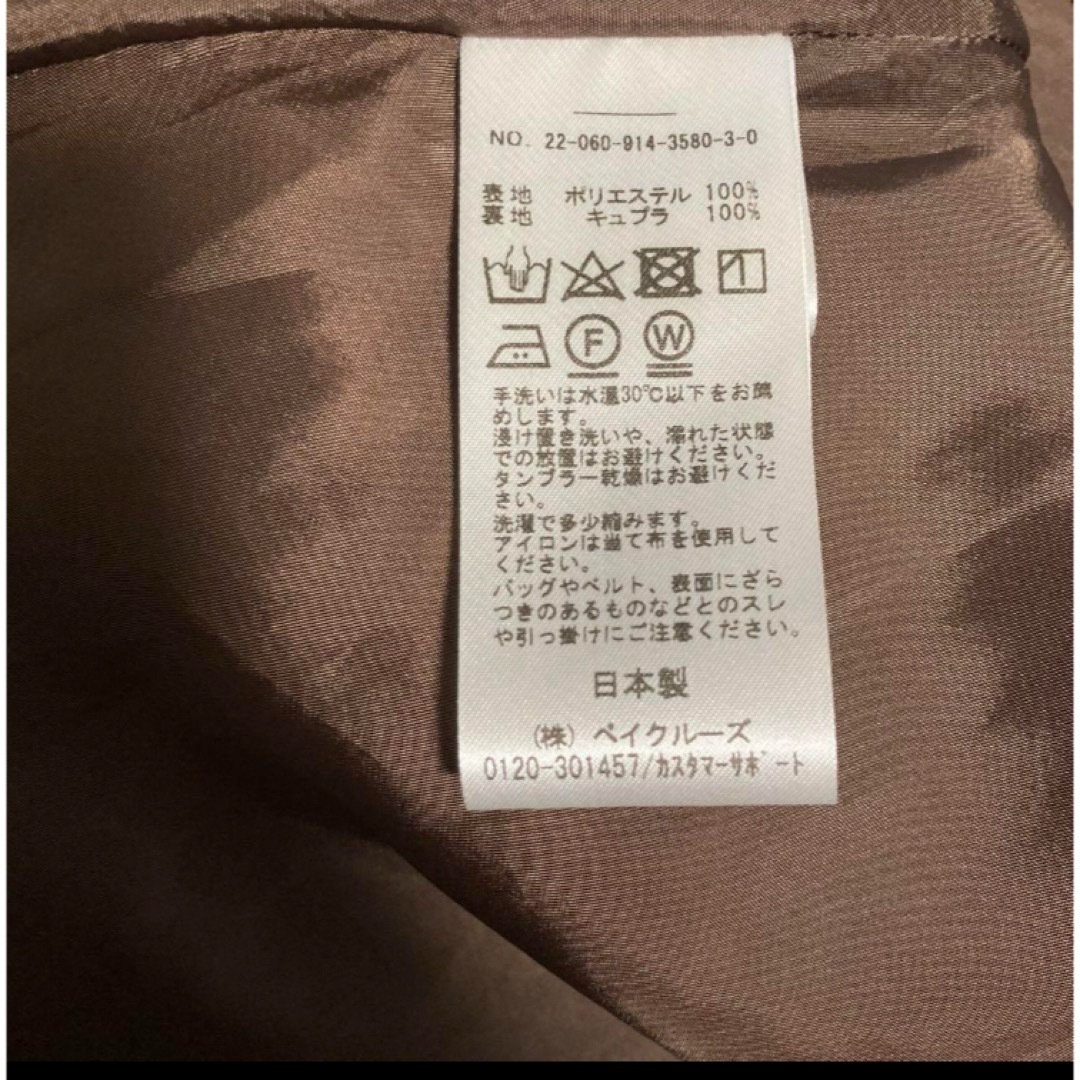 NO. 22-060-914-3580-3-0
表地 ポリエステル 100%
裏地 キュプラ 100%
F W
手洗いは水温30℃以下をお薦
めします。
浸け置き洗いや、濡れた状態
での放置はお避けください。
タンブラー乾燥はお避けくだ
さい。
洗濯で多少縮みます。
アイロンは当て布を使用して
ください。
バッグやベルト、表面にざら
つきのあるものなどとのスレ
や引っ掛けにご注意ください。
日本製
(株) ベイクルーズ
0120-301457/カスタマーサポート